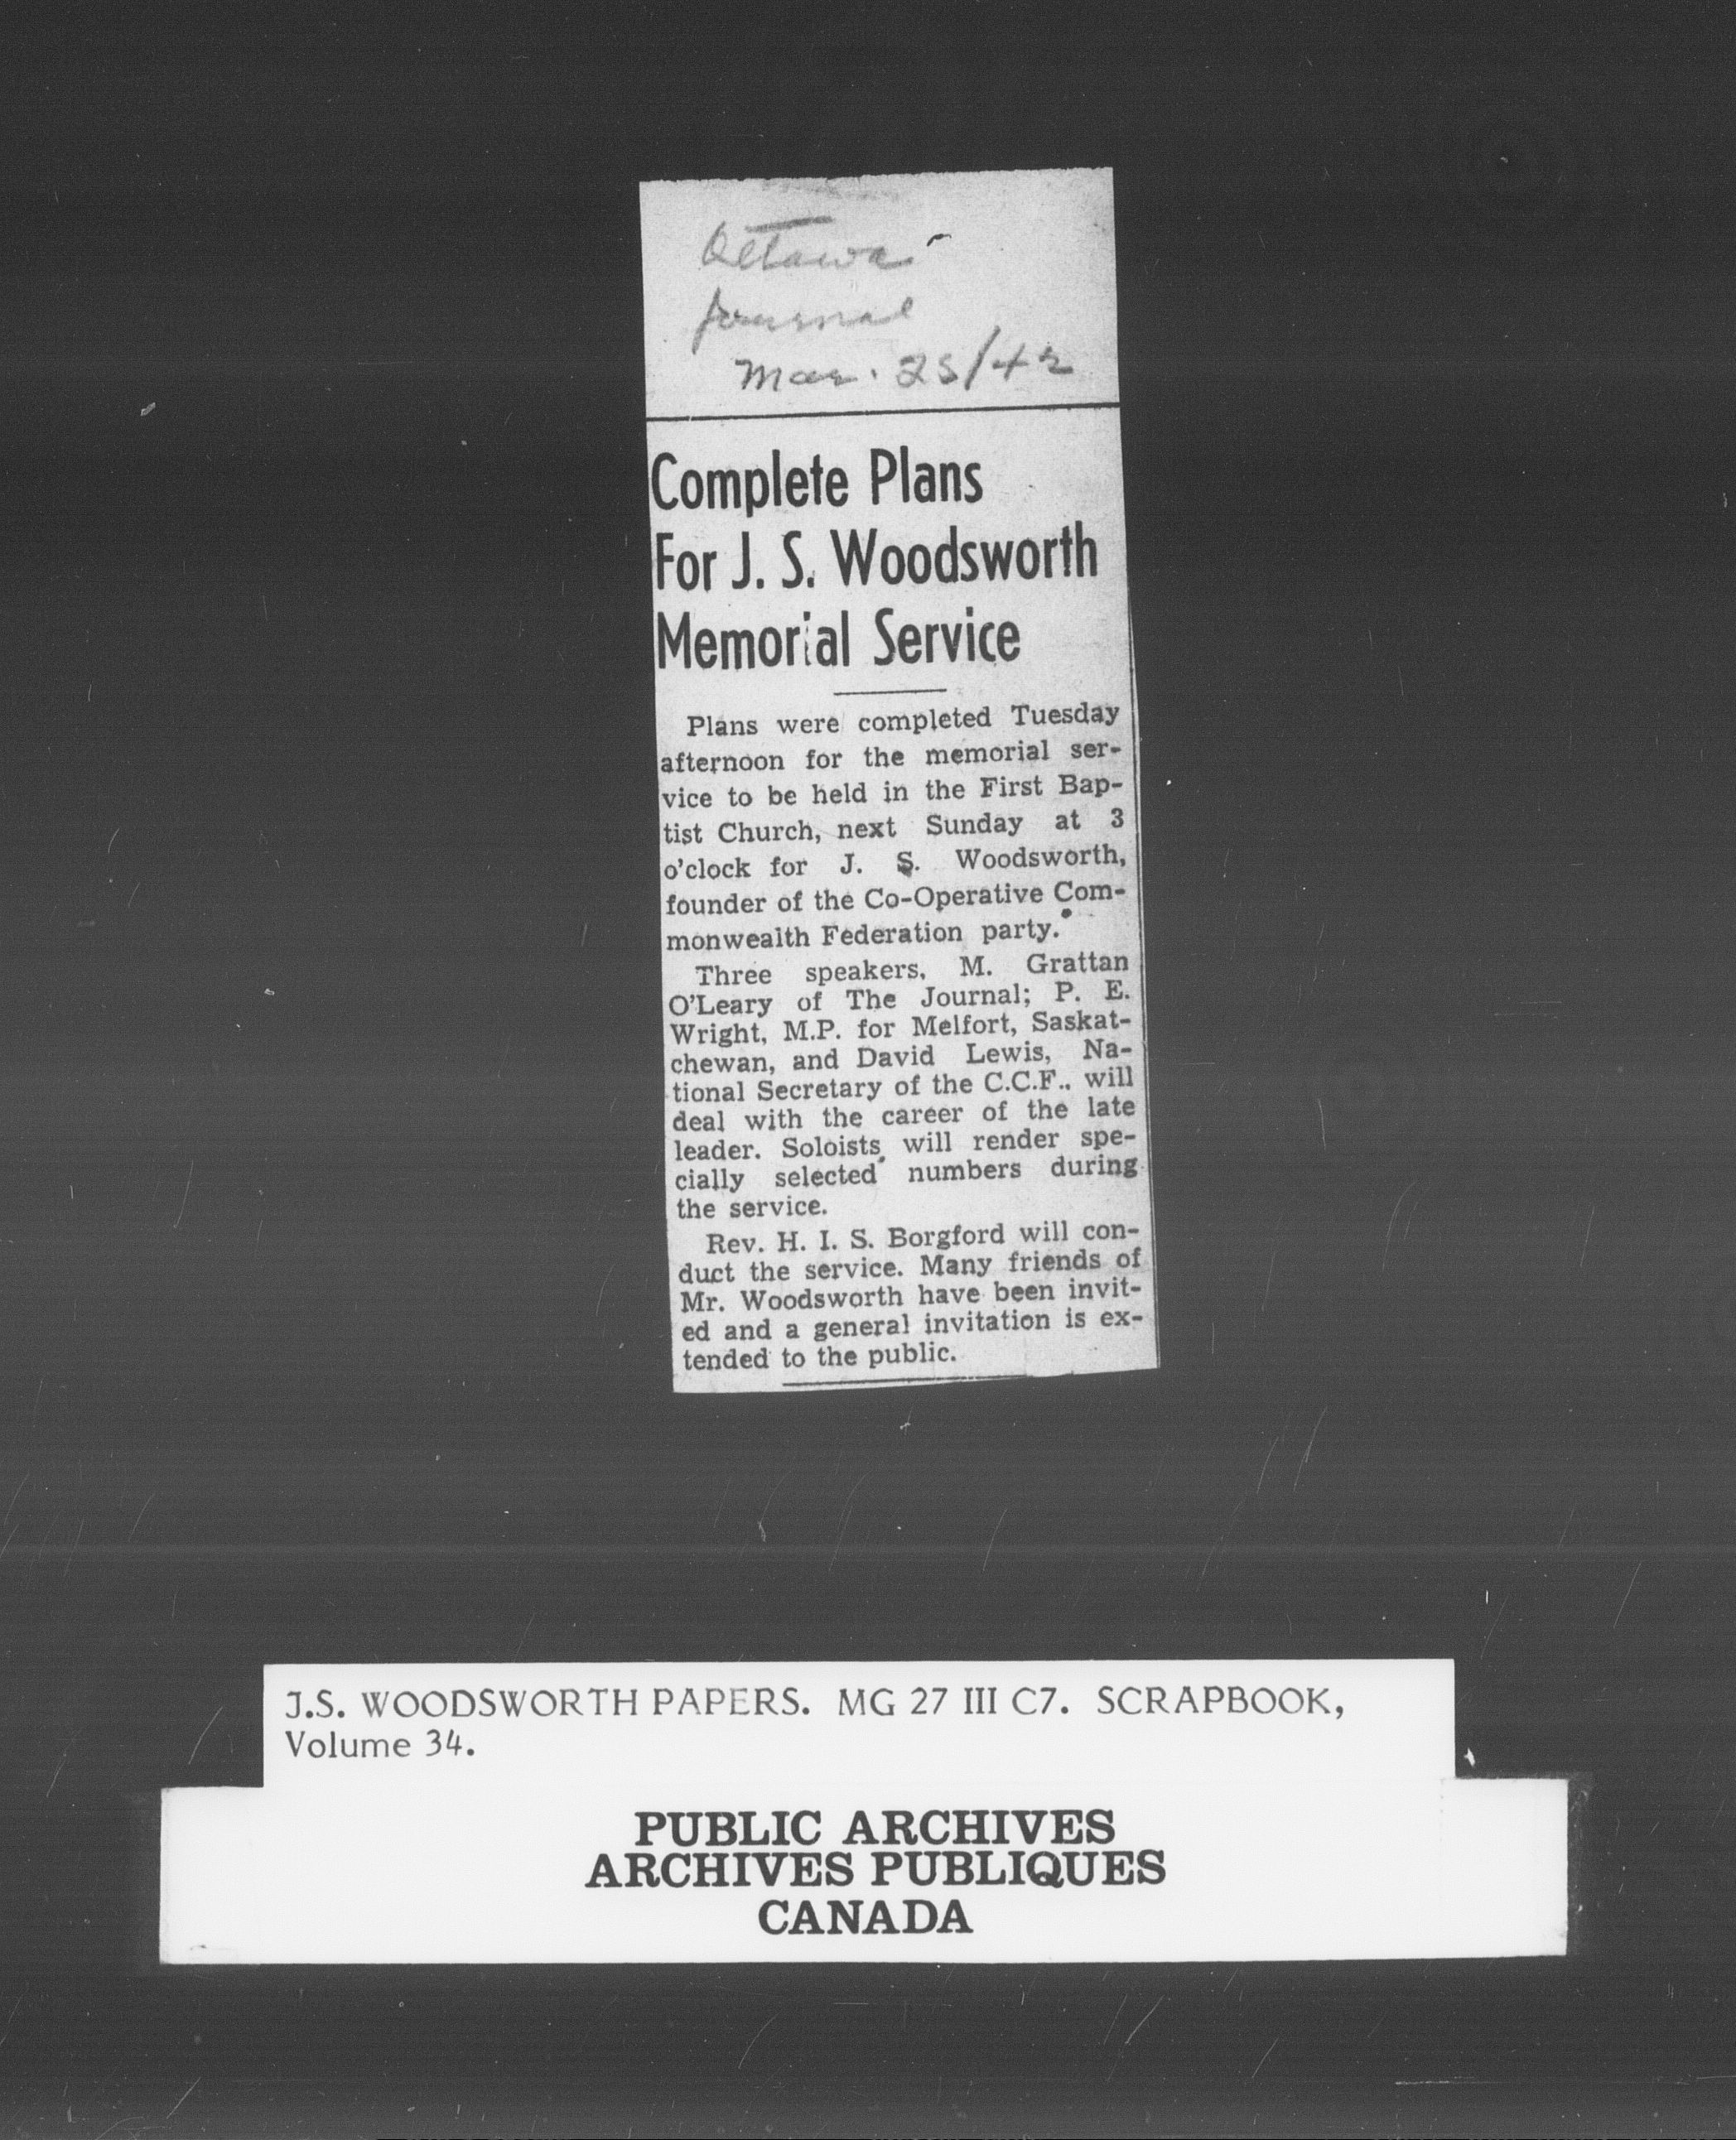 Ottawa
Journal
Mar. 25/42
Complete Plans
For J. S. Woodsworth
Memorial Service
Plans were completed Tuesday
afternoon for the memorial ser-
vice to be held in the First Bap-
tist Church, next Sunday at 3
o'clock for J. S. Woodsworth,
founder of the Co-Operative Com-
monwealth Federation party.
Three speakers, M. Grattan
O'Leary of The Journal; P. E.
Wright, M.P. for Melfort, Saskat-
chewan, and David Lewis, Na-
tional Secretary of the C.C.F., will
deal with the career of the late
leader. Soloists will render spe-
cially selected numbers during
the service.
Rev. H. I. S. Borgford will con-
duct the service. Many friends of
Mr. Woodsworth have been invit-
ed and a general invitation is ex-
tended to the public.
J.S. WOODSWORTH PAPERS. MG 27 III C7. SCRAPBOOK,
Volume 34.
PUBLIC ARCHIVES
ARCHIVES PUBLIQUES
CANADA